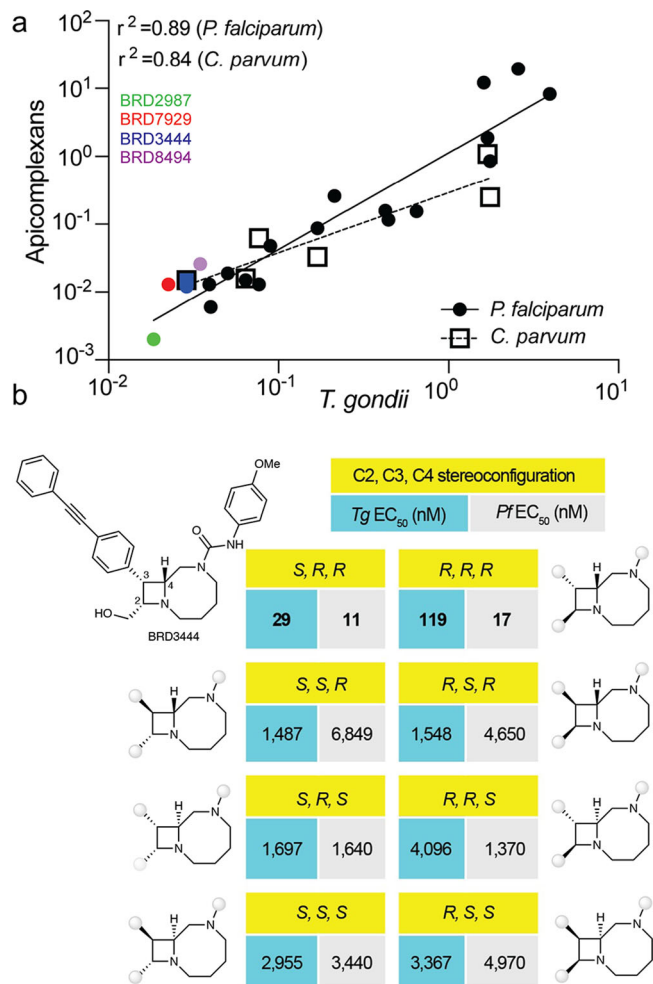 a
r² =0.89 (P. falciparum)
r² =0.84 (C. parvum)
BRD2987
BRD7929
BRD3444
BRD8494
10²
10¹
10⁰
10⁻¹
10⁻²
10⁻³
Apicomplexans
P. falciparum
C. parvum
10⁻² 10⁻¹ 10⁰ 10¹
T. gondii
b
OMe
O
N
NH
H
3
4
2
N
HO
BRD3444
C2, C3, C4 stereoconfiguration
Tg EC₅₀ (nM) Pf EC₅₀ (nM)
S, R, R R, R, R
29 11 119 17
H
N
N
S, S, R R, S, R
1,487 6,849 1,548 4,650
H
N
N
H
N
N
S, R, S R, R, S
1,697 1,640 4,096 1,370
H
N
N
H
N
N
S, S, S R, S, S
2,955 3,440 3,367 4,970
H
N
N
H
N
N